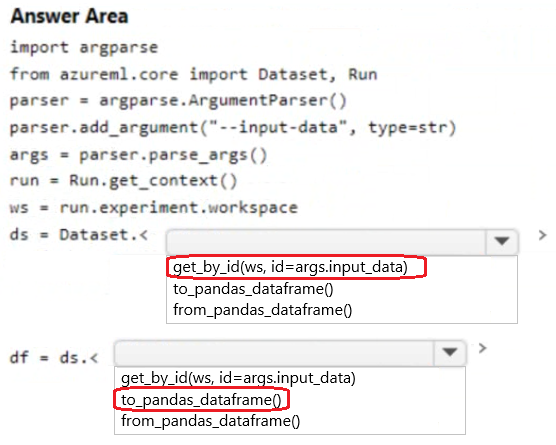 Answer Area
import argparse
from azureml.core import Dataset, Run
parser = argparse.ArgumentParser()
parser.add_argument("--input-data", type=str)
args = parser.parse_args()
run = Run.get_context()
ws = run.experiment.workspace
ds = Dataset.< >
get_by_id(ws, id=args.input_data)
to_pandas_dataframe()
from_pandas_dataframe()
df = ds.< >
get_by_id(ws, id=args.input_data)
to_pandas_dataframe()
from_pandas_dataframe()